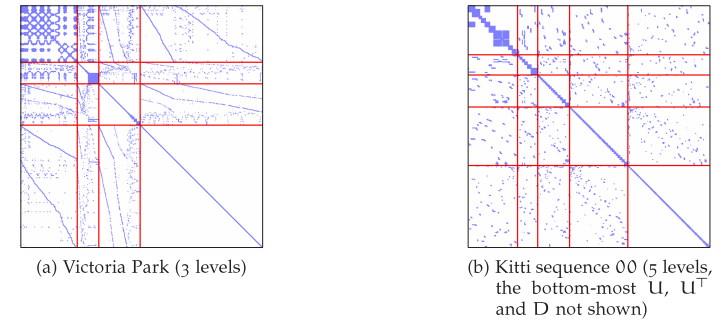 (a) Victoria Park (3 levels)
(b) Kitti sequence 00 (5 levels,
the bottom-most U, U⊤
and D not shown)